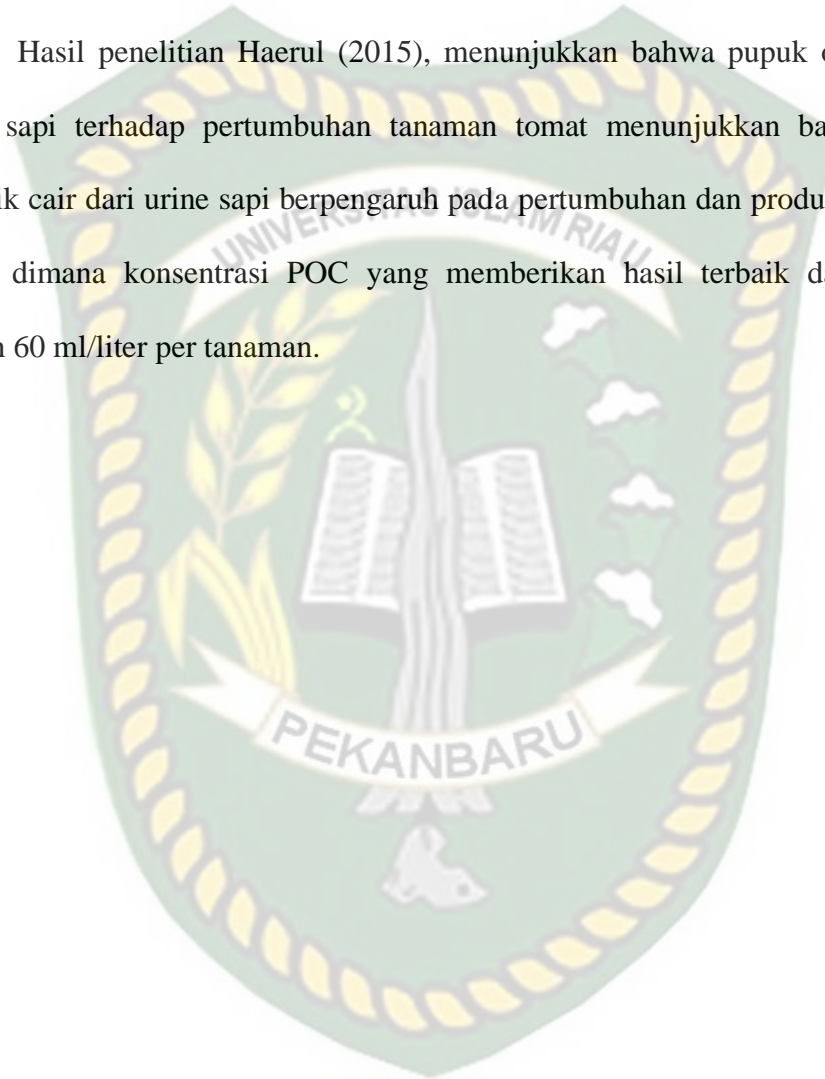 Hasil penelitian Haerul (2015), menunjukkan bahwa pupuk
sapi terhadap pertumbuhan tanaman tomat menunjukkan
cair dari urine sapi berpengaruh pada pertumbuhan dan
dimana konsentrasi POC yang memberikan hasil terbaik
60 ml/liter per tanaman.
UNIVERSITAS ISLAM RIAU
PEKANBARU